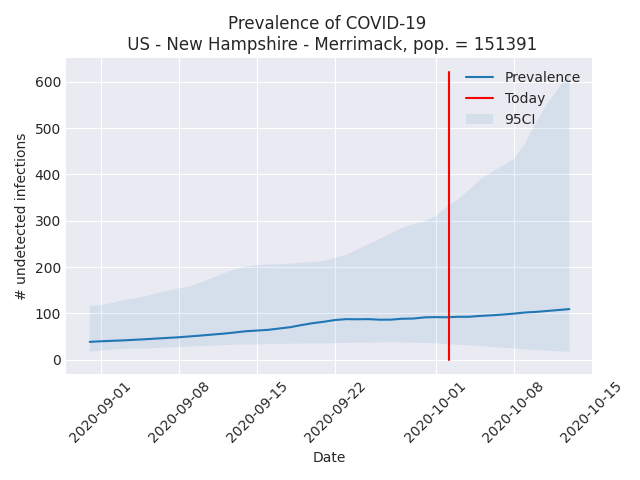 Prevalence of COVID-19
US - New Hampshire - Merrimack, pop. = 151391
600
500
400
300
200
100
0
# undetected infections
Prevalence
Today
95CI
2020-09-01
2020-09-08
2020-09-15
2020-09-22
2020-10-01
2020-10-08
2020-10-15
Date